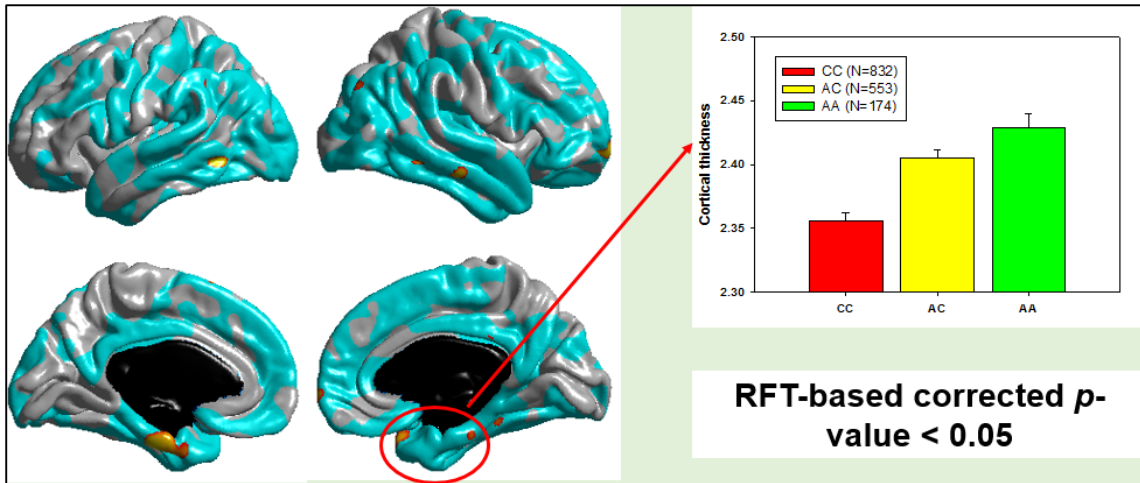 2.50
2.45
2.40
2.35
2.30
Cortical thickness
CC (N=832)
AC (N=553)
AA (N=174)
CC AC AA
RFT-based corrected p-
value < 0.05